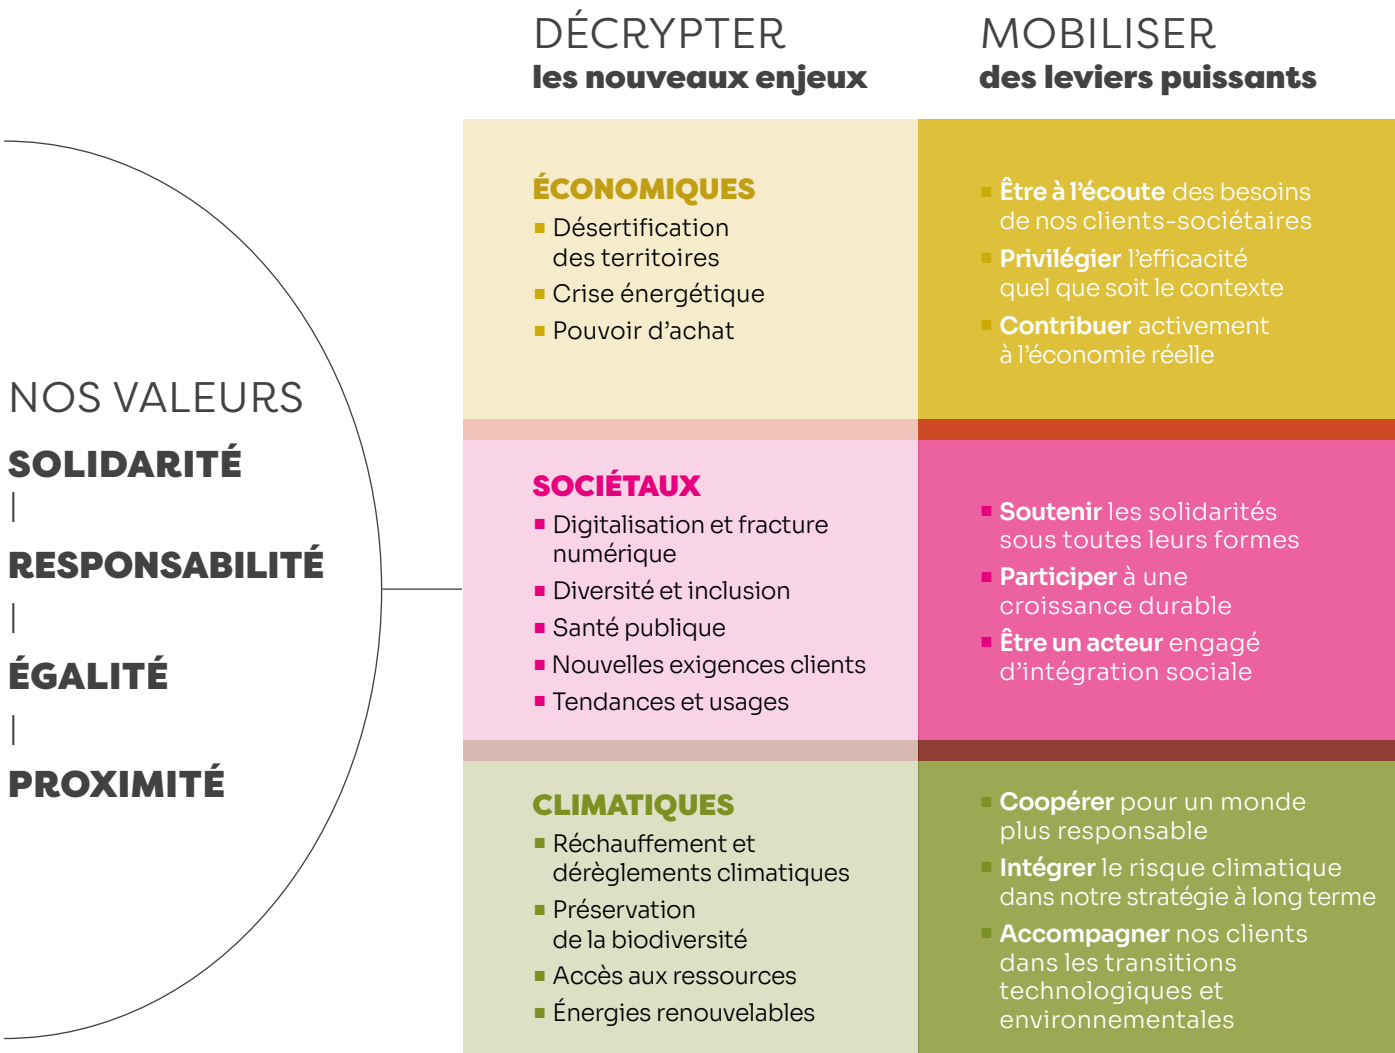 NOS VALEURS
SOLIDARITÉ
|
RESPONSABILITÉ
|
ÉGALITÉ
|
PROXIMITÉ
DÉCRYPTER
les nouveaux enjeux
ÉCONOMIQUES
▪ Désertification
des territoires
▪ Crise énergétique
▪ Pouvoir d’achat
SOCIÉTAUX
▪ Digitalisation et fracture
numérique
▪ Diversité et inclusion
▪ Santé publique
▪ Nouvelles exigences clients
▪ Tendances et usages
CLIMATIQUES
▪ Réchauffement et
dérèglements climatiques
▪ Préservation
de la biodiversité
▪ Accès aux ressources
▪ Énergies renouvelables
MOBILISER
des leviers puissants
▪ Être à l’écoute des besoins
de nos clients-sociétaires
▪ Privilégier l’efficacité
quel que soit le contexte
▪ Contribuer activement
à l’économie réelle
▪ Soutenir les solidarités
sous toutes leurs formes
▪ Participer à une
croissance durable
▪ Être un acteur engagé
d’intégration sociale
▪ Coopérer pour un monde
plus responsable
▪ Intégrer le risque climatique
dans notre stratégie à long terme
▪ Accompagner nos clients
dans les transitions
technologiques et
environnementales